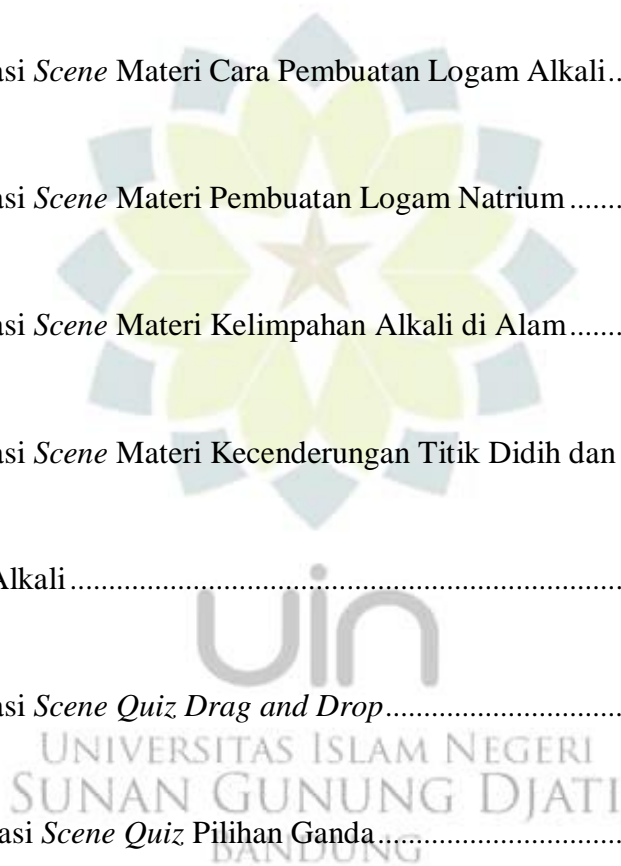 asi Scene Materi Cara Pembuatan Logam Alkali..
asi Scene Materi Pembuatan Logam Natrium.......
asi Scene Materi Kelimpahan Alkali di Alam.......
asi Scene Materi Kecenderungan Titik Didih dan
Alkali............................................................
uin
asi Scene Quiz Drag and Drop..........................
UNIVERSITAS ISLAM NEGERI
SUNAN GUNUNG DJATI
asi Scene Quiz Pilihan Ganda...........................
BANDUNG